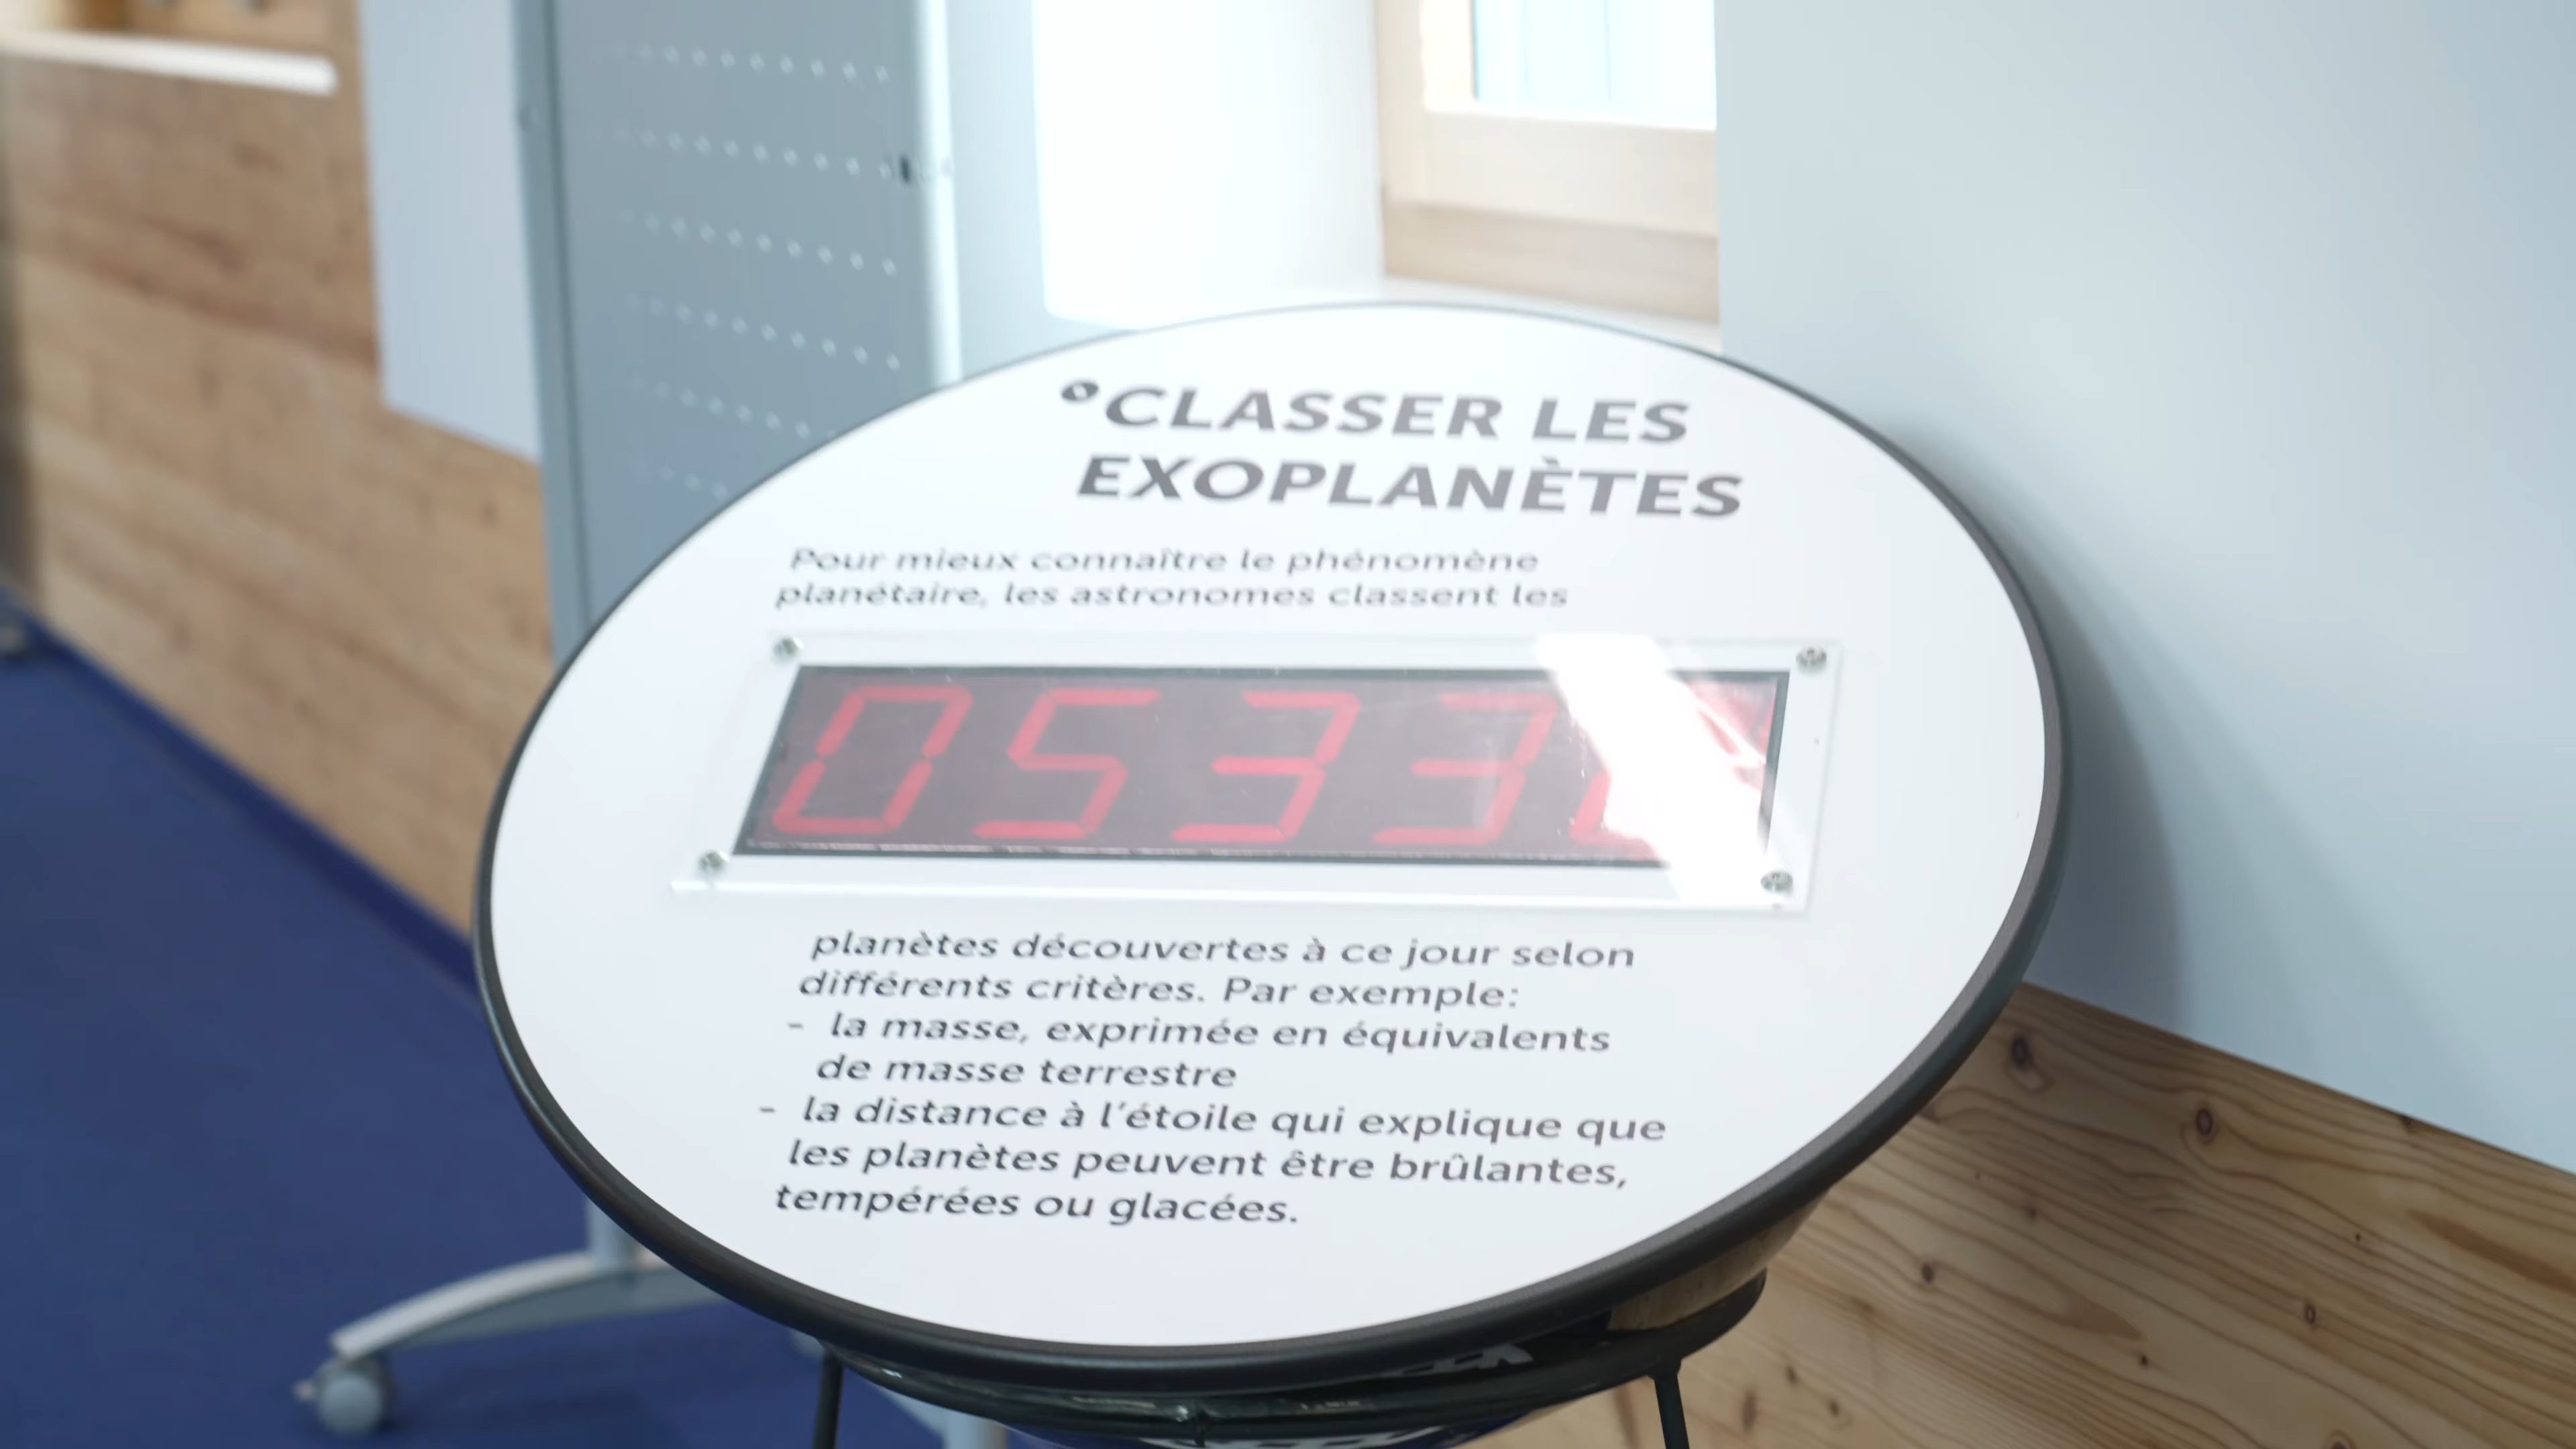 CLASSER LES
EXOPLANÈTES
Pour mieux connaître le phénomène
planétaire, les astronomes classent les
planètes découvertes à ce jour selon
différents critères. Par exemple:
- la masse, exprimée en équivalents
de masse terrestre
- la distance à l'étoile qui explique que
les planètes peuvent être brûlantes,
tempérées ou glacées.